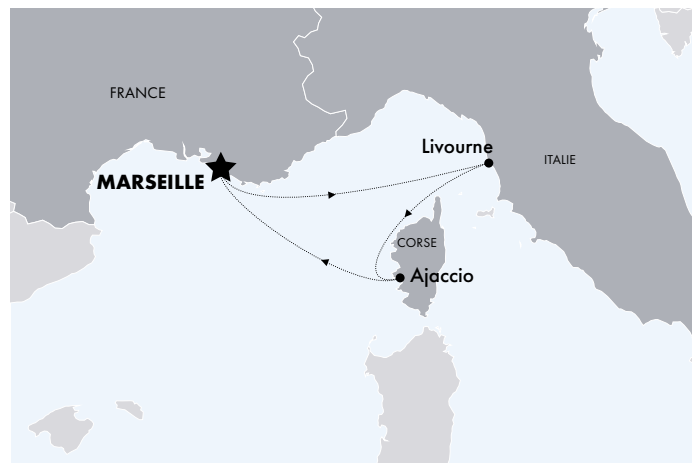 FRANCE
Livourne
ITALIE
MARSEILLE
CORSE
Ajaccio